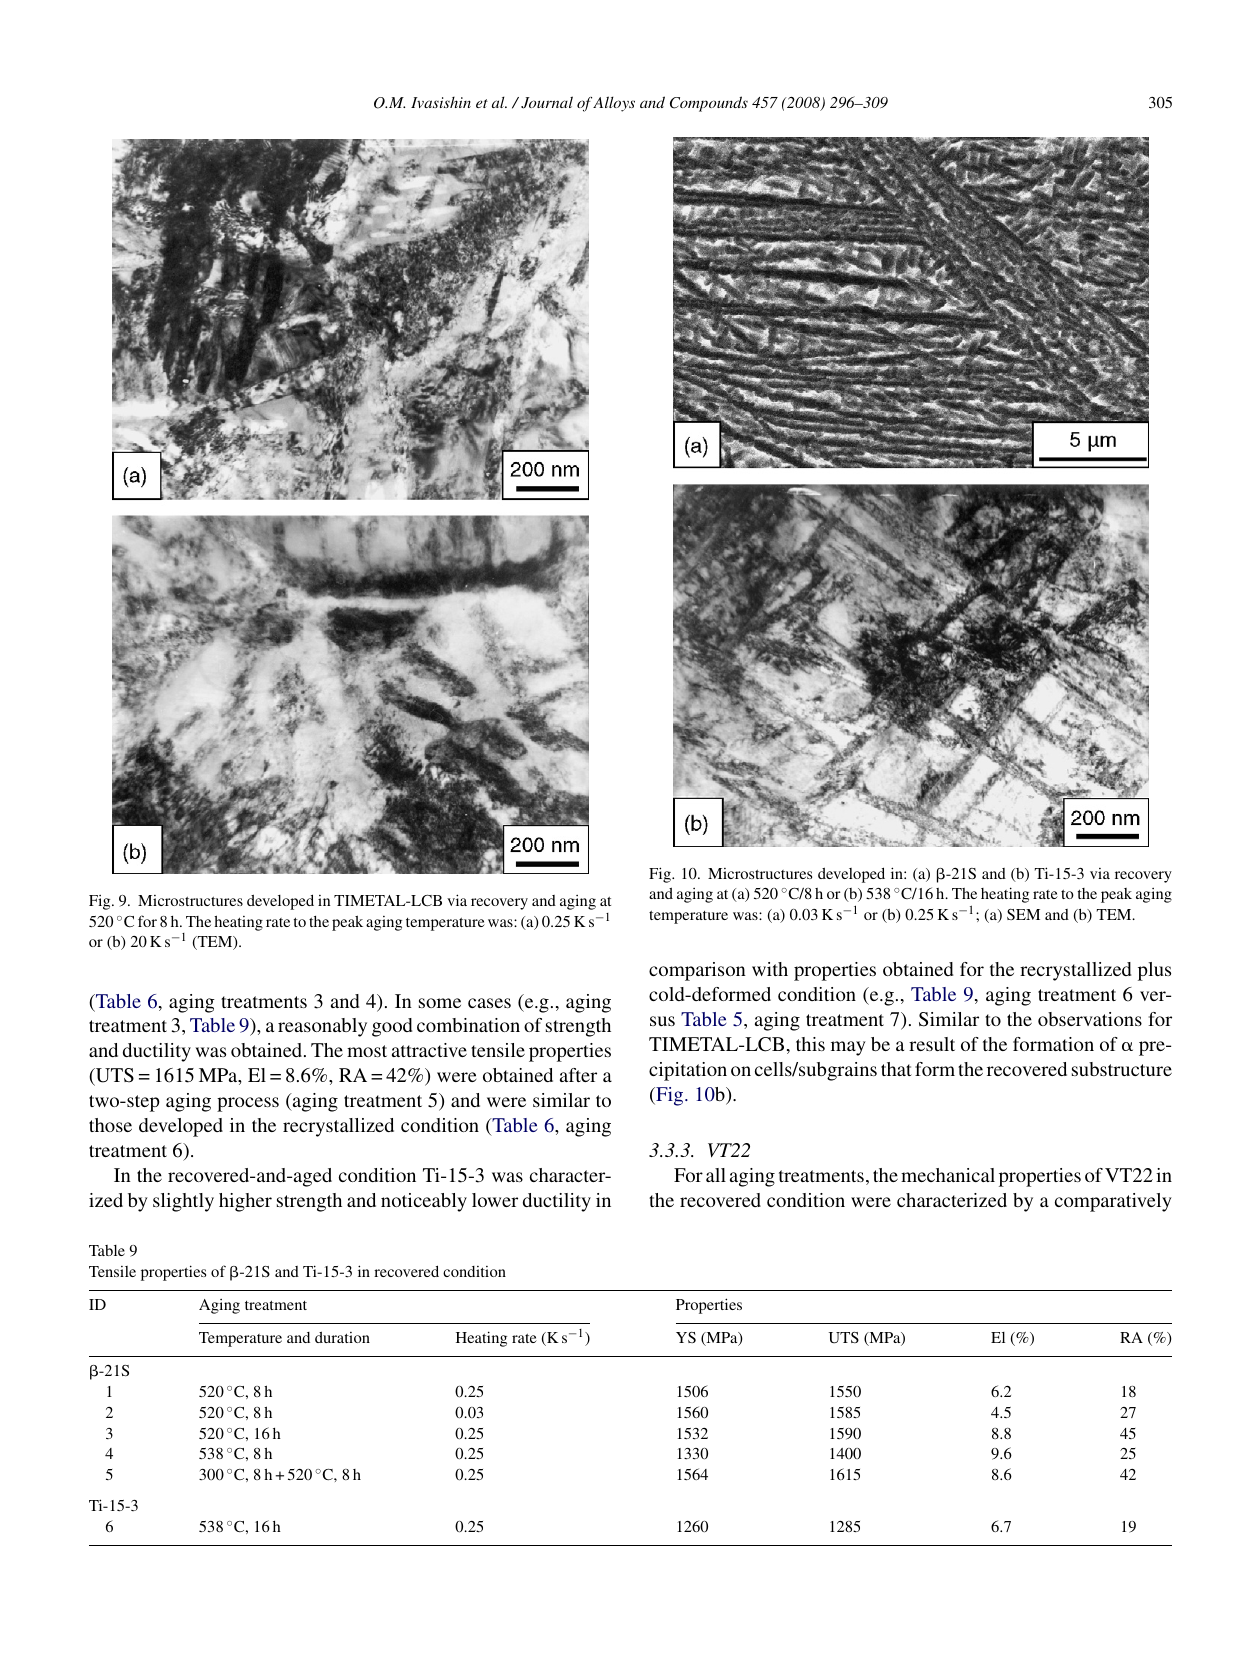 O.M. Ivasishin et al. / Journal of Alloys and Compounds 457 (2008) 296–309
305
(a)
200 nm
(b)
200 nm
Fig. 9. Microstructures developed in TIMETAL-LCB via recovery and aging at
520 °C for 8 h. The heating rate to the peak aging temperature was: (a) 0.25 K s−1
or (b) 20 K s−1 (TEM).
(Table 6, aging treatments 3 and 4). In some cases (e.g., aging
treatment 3, Table 9), a reasonably good combination of strength
and ductility was obtained. The most attractive tensile properties
(UTS = 1615 MPa, El = 8.6%, RA = 42%) were obtained after a
two-step aging process (aging treatment 5) and were similar to
those developed in the recrystallized condition (Table 6, aging
treatment 6).
In the recovered-and-aged condition Ti-15-3 was character-
ized by slightly higher strength and noticeably lower ductility in
(a)
5 μm
(b)
200 nm
Fig. 10. Microstructures developed in: (a) β-21S and (b) Ti-15-3 via recovery
and aging at (a) 520 °C/8 h or (b) 538 °C/16 h. The heating rate to the peak aging
temperature was: (a) 0.03 K s−1 or (b) 0.25 K s−1; (a) SEM and (b) TEM.
comparison with properties obtained for the recrystallized plus
cold-deformed condition (e.g., Table 9, aging treatment 6 ver-
sus Table 5, aging treatment 7). Similar to the observations for
TIMETAL-LCB, this may be a result of the formation of α pre-
cipitation on cells/subgrains that form the recovered substructure
(Fig. 10b).
3.3.3. VT22
For all aging treatments, the mechanical properties of VT22 in
the recovered condition were characterized by a comparatively
Table 9
Tensile properties of β-21S and Ti-15-3 in recovered condition
ID Aging treatment Properties
Temperature and duration Heating rate (K s−1) YS (MPa) UTS (MPa) El (%) RA (%)
β-21S
1 520 °C, 8 h 0.25 1506 1550 6.2 18
2 520 °C, 8 h 0.03 1560 1585 4.5 27
3 520 °C, 16 h 0.25 1532 1590 8.8 45
4 538 °C, 8 h 0.25 1330 1400 9.6 25
5 300 °C, 8 h + 520 °C, 8 h 0.25 1564 1615 8.6 42
Ti-15-3
6 538 °C, 16 h 0.25 1260 1285 6.7 19